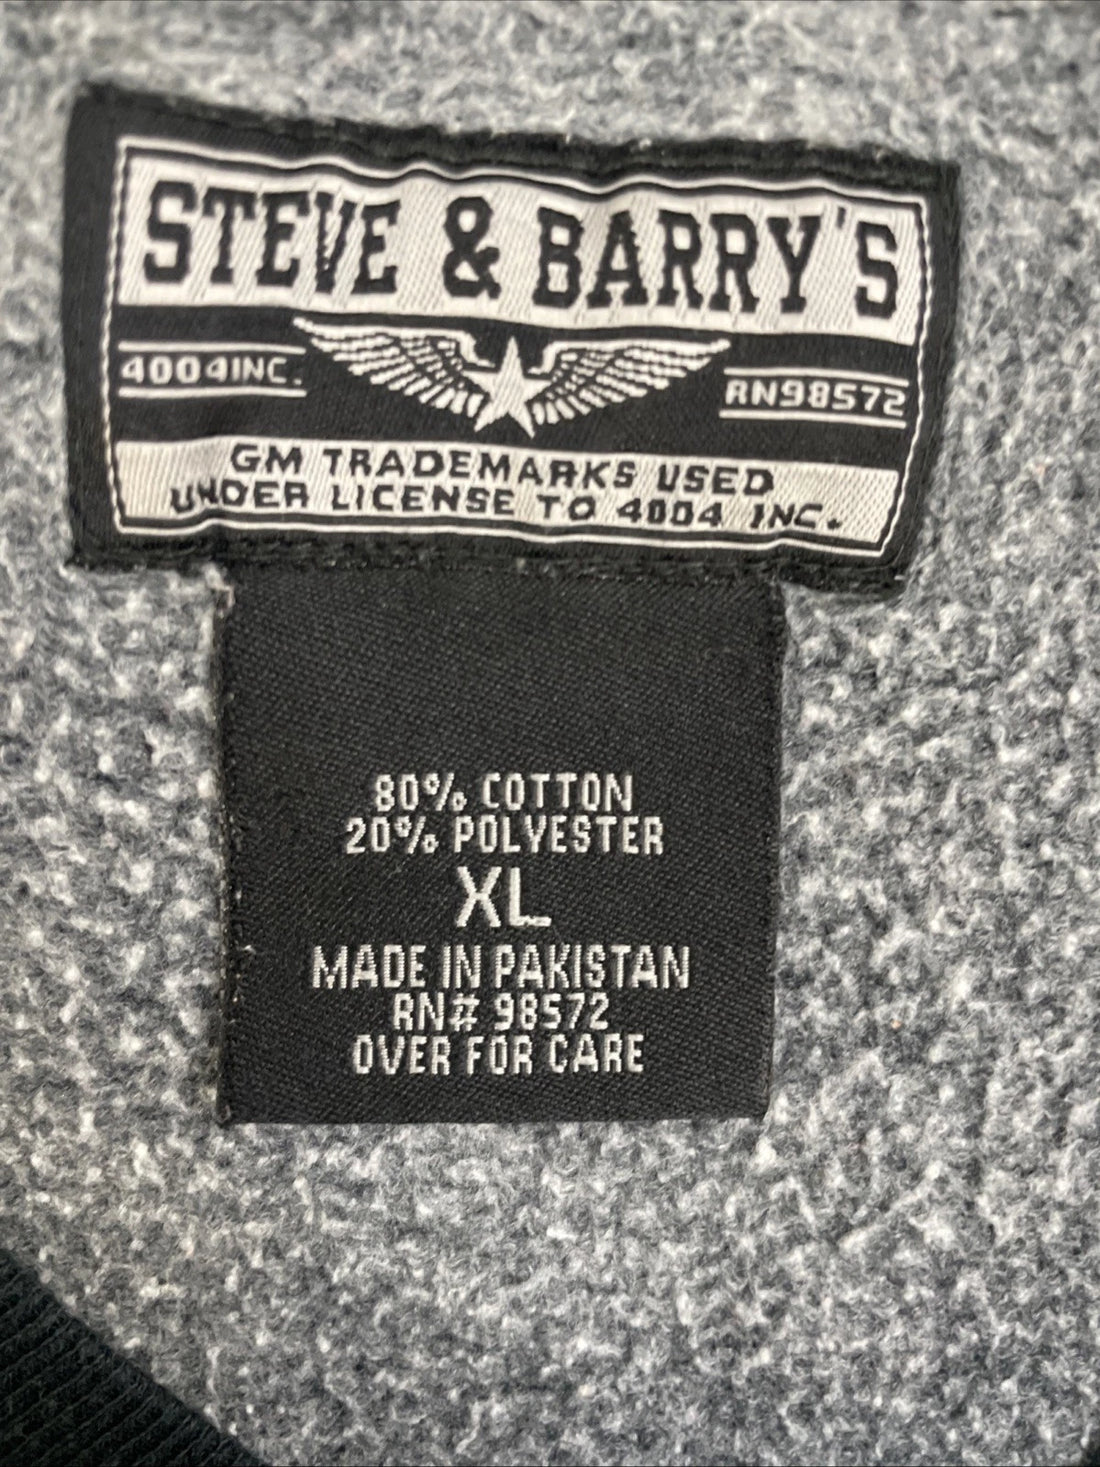 STEVE & BARRY'S
4004INC.
RN98572
GM TRADEMARKS USED
UNDER LICENSE TO 4004 INC.
80% COTTON
20% POLYESTER
XL
MADE IN PAKISTAN
RN# 98572
OVER FOR CARE